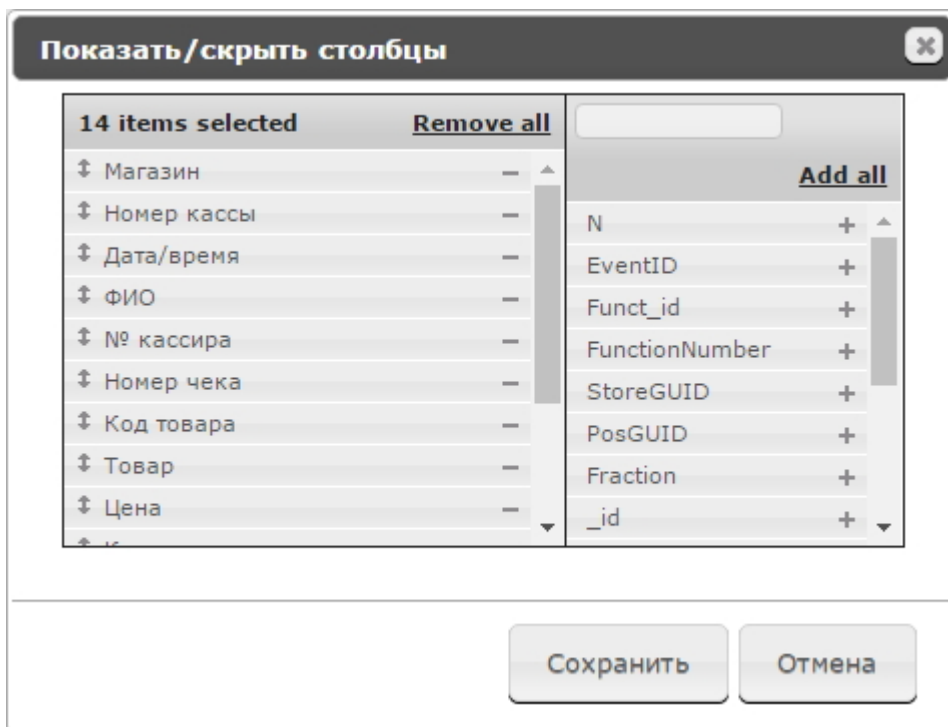 Показать/скрыть столбцы
14 items selected Remove all
Магазин
Номер кассы
Дата/время
ФИО
№ кассира
Номер чека
Код товара
Товар
Цена
Add all
N
EventID
Funct_id
FunctionNumber
StoreGUID
PosGUID
Fraction
_id
Сохранить Отмена